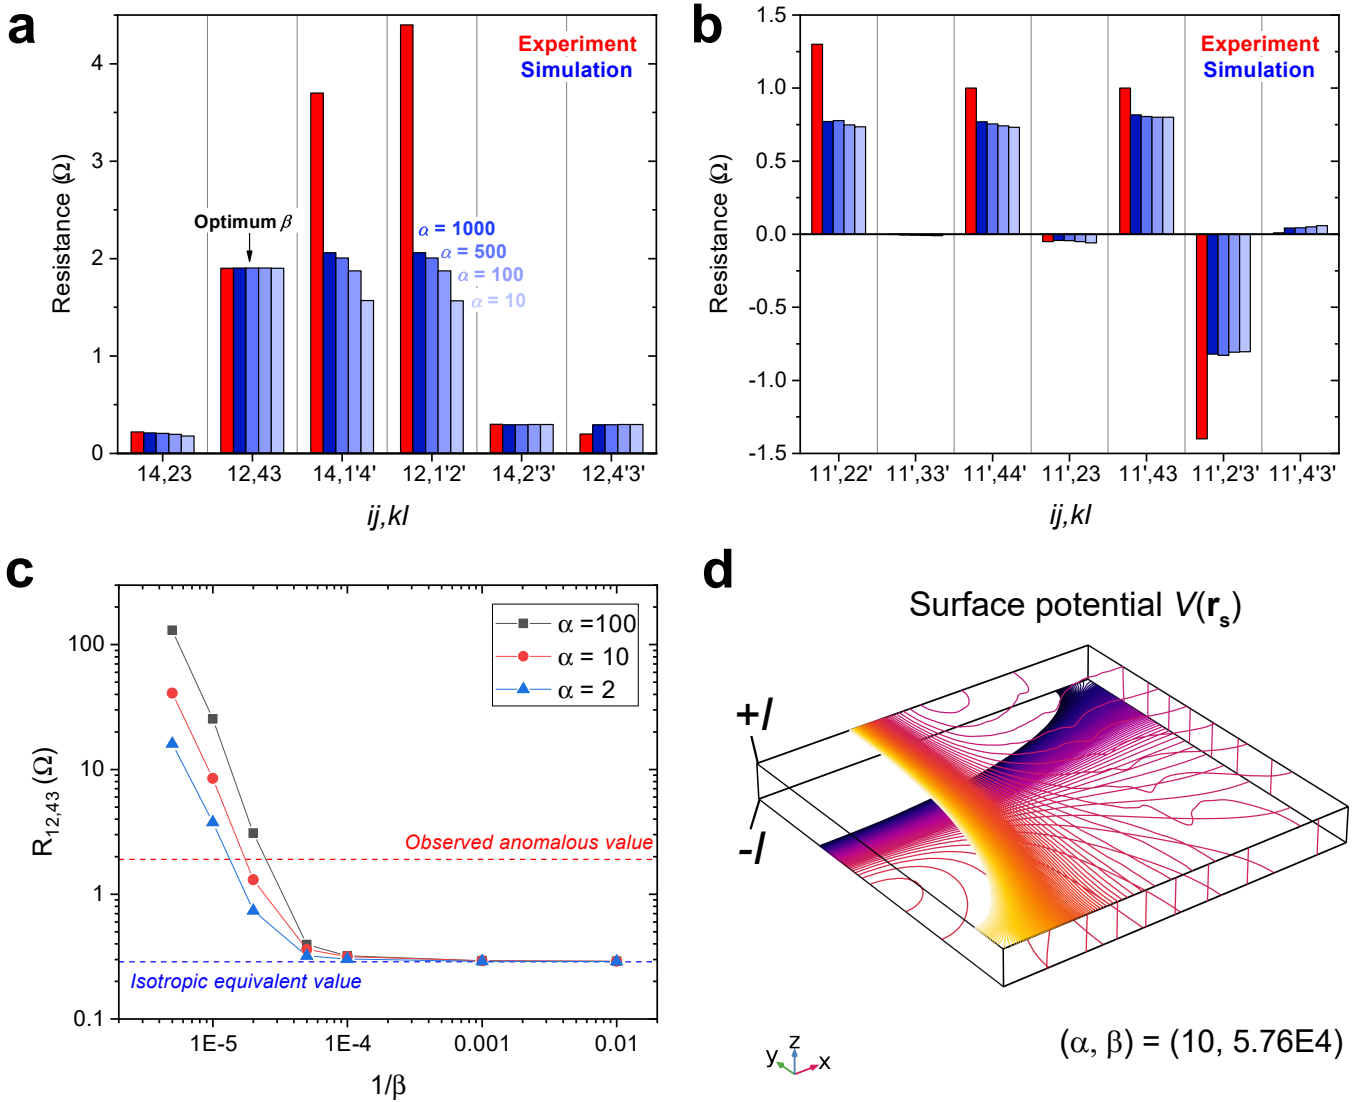 a
Experiment
Simulation
Resistance (Ω)
4
3
2
1
0
Optimum β
α = 1000
α = 500
α = 100
α = 10
14,23 12,43 14,1'4' 12,1'2' 14,2'3' 12,4'3'
ij,kl
b
Experiment
Simulation
Resistance (Ω)
1.5
1.0
0.5
0.0
-0.5
-1.0
-1.5
11',22' 11',33' 11',44' 11',23 11',43 11',2'3' 11',4'3'
ij,kl
c
R12,43 (Ω)
100
10
1
0.1
α =100
α = 10
α = 2
Observed anomalous value
Isotropic equivalent value
1E-5 1E-4 0.001 0.01
1/β
d
Surface potential V(rs)
+I
-I
z
y x
(α, β) = (10, 5.76E4)